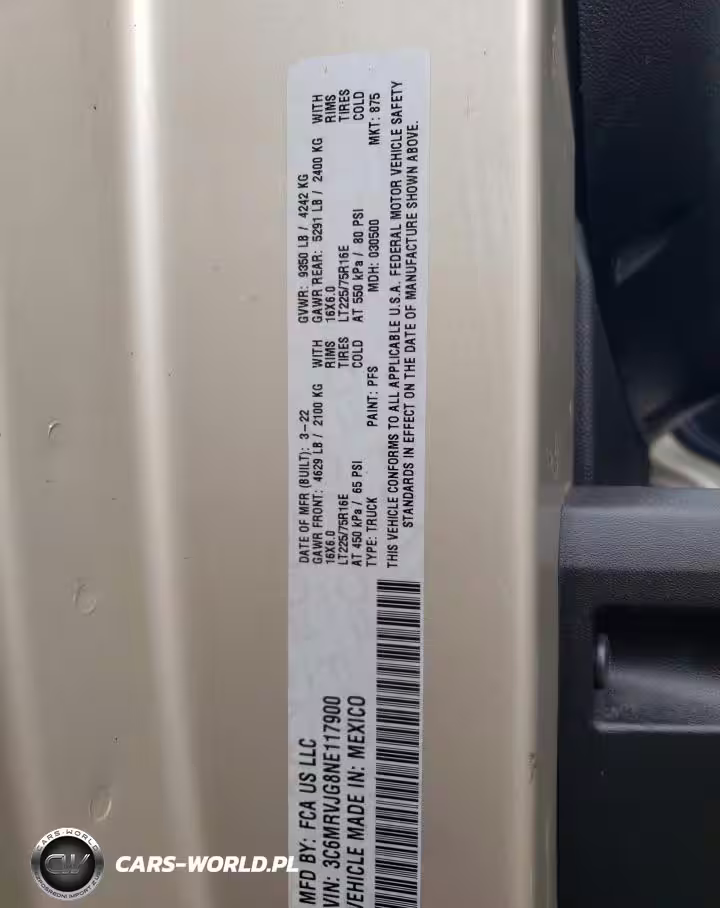 MFD BY: FCA US LLC
VIN: 3C6MRVJG8NE117900
VEHICLE MADE IN: MEXICO
DATE OF MFR (BUILT): 3-22
GAWR FRONT: 4629 LB / 2100 KG WITH
16X6.0 RIMS
LT225/75R16E TIRES
AT 450 kPa / 65 PSI COLD
TYPE: TRUCK PAINT: PFS
GVWR: 9350 LB / 4242 KG
GAWR REAR: 5291 LB / 2400 KG WITH
16X6.0 RIMS
LT225/75R16E TIRES
AT 550 kPa / 80 PSI COLD
MDH: 030500 MKT: 875
THIS VEHICLE CONFORMS TO ALL APPLICABLE U.S.A. FEDERAL MOTOR VEHICLE SAFETY
STANDARDS IN EFFECT ON THE DATE OF MANUFACTURE SHOWN ABOVE.
CW
CARS-WORLD.PL